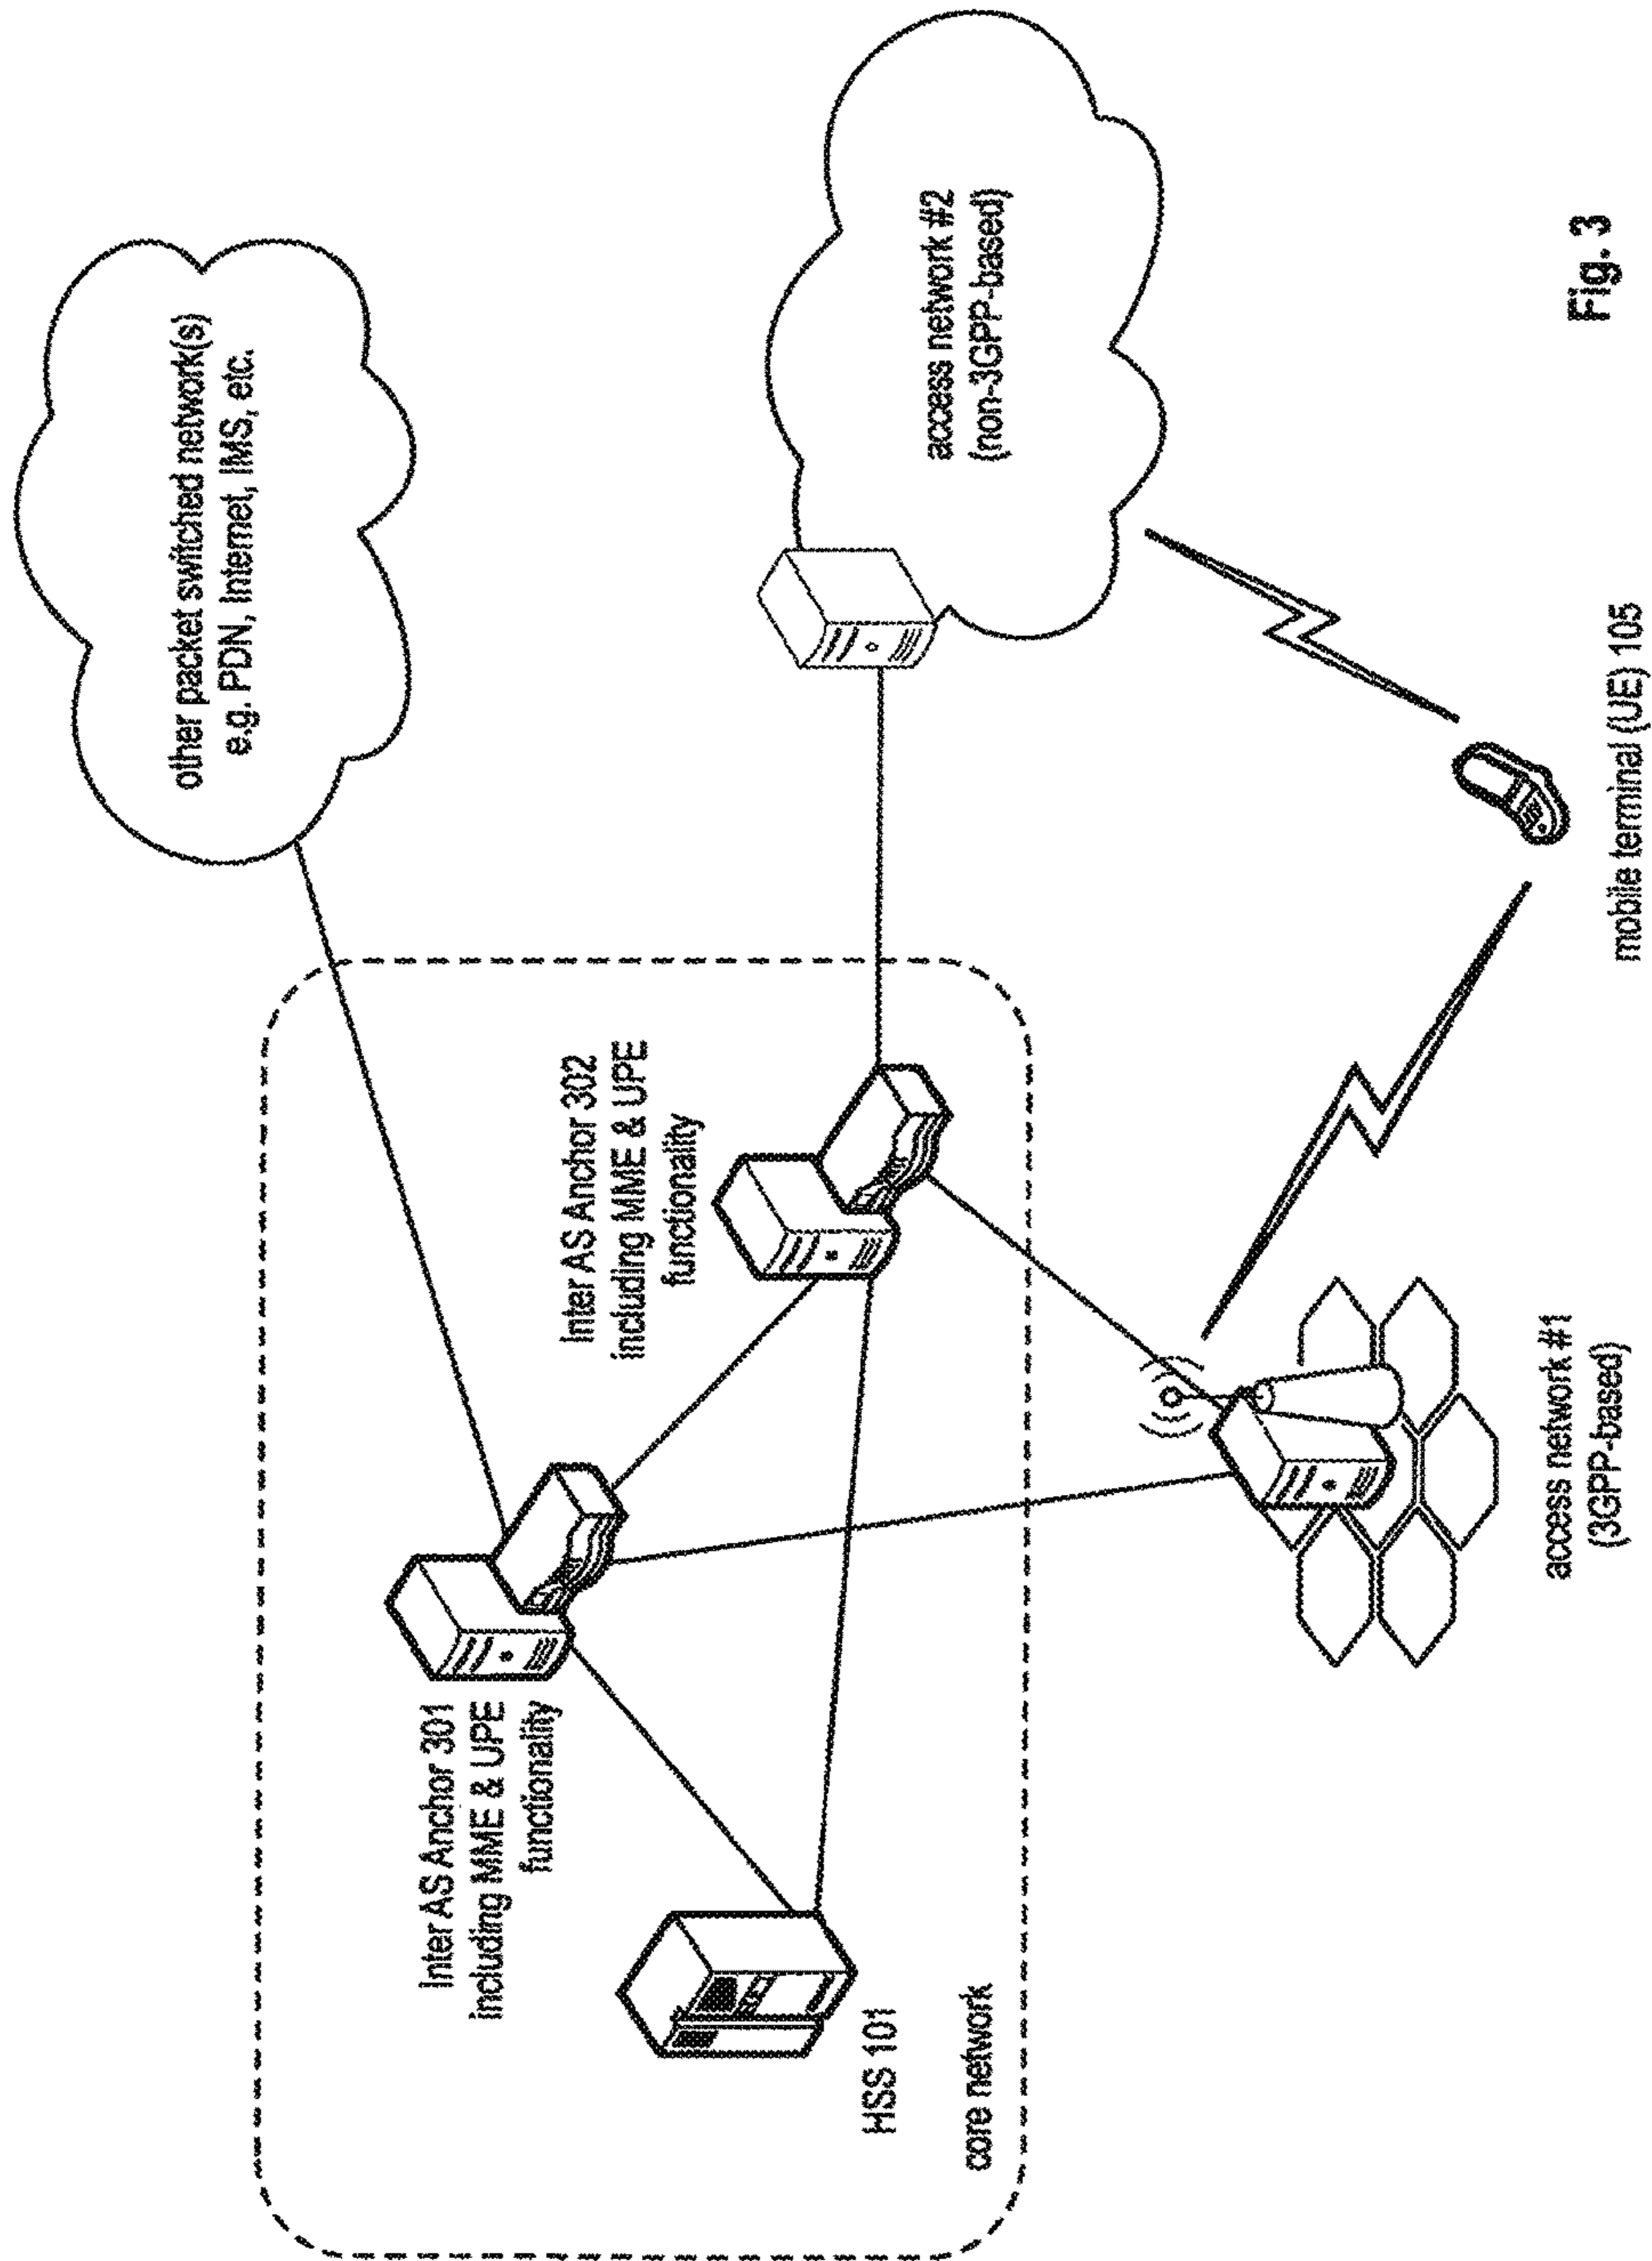 other packet switched network(s)
e.g. PDN, Internet, IMS, etc.
Inter AS Anchor 301
including MME & UPE
functionality
Inter AS Anchor 302
including MME & UPE
functionality
HSS 101
core network
access network #2
(non-3GPP-based)
access network #1
(3GPP-based)
mobile terminal (UE) 105
Fig. 3